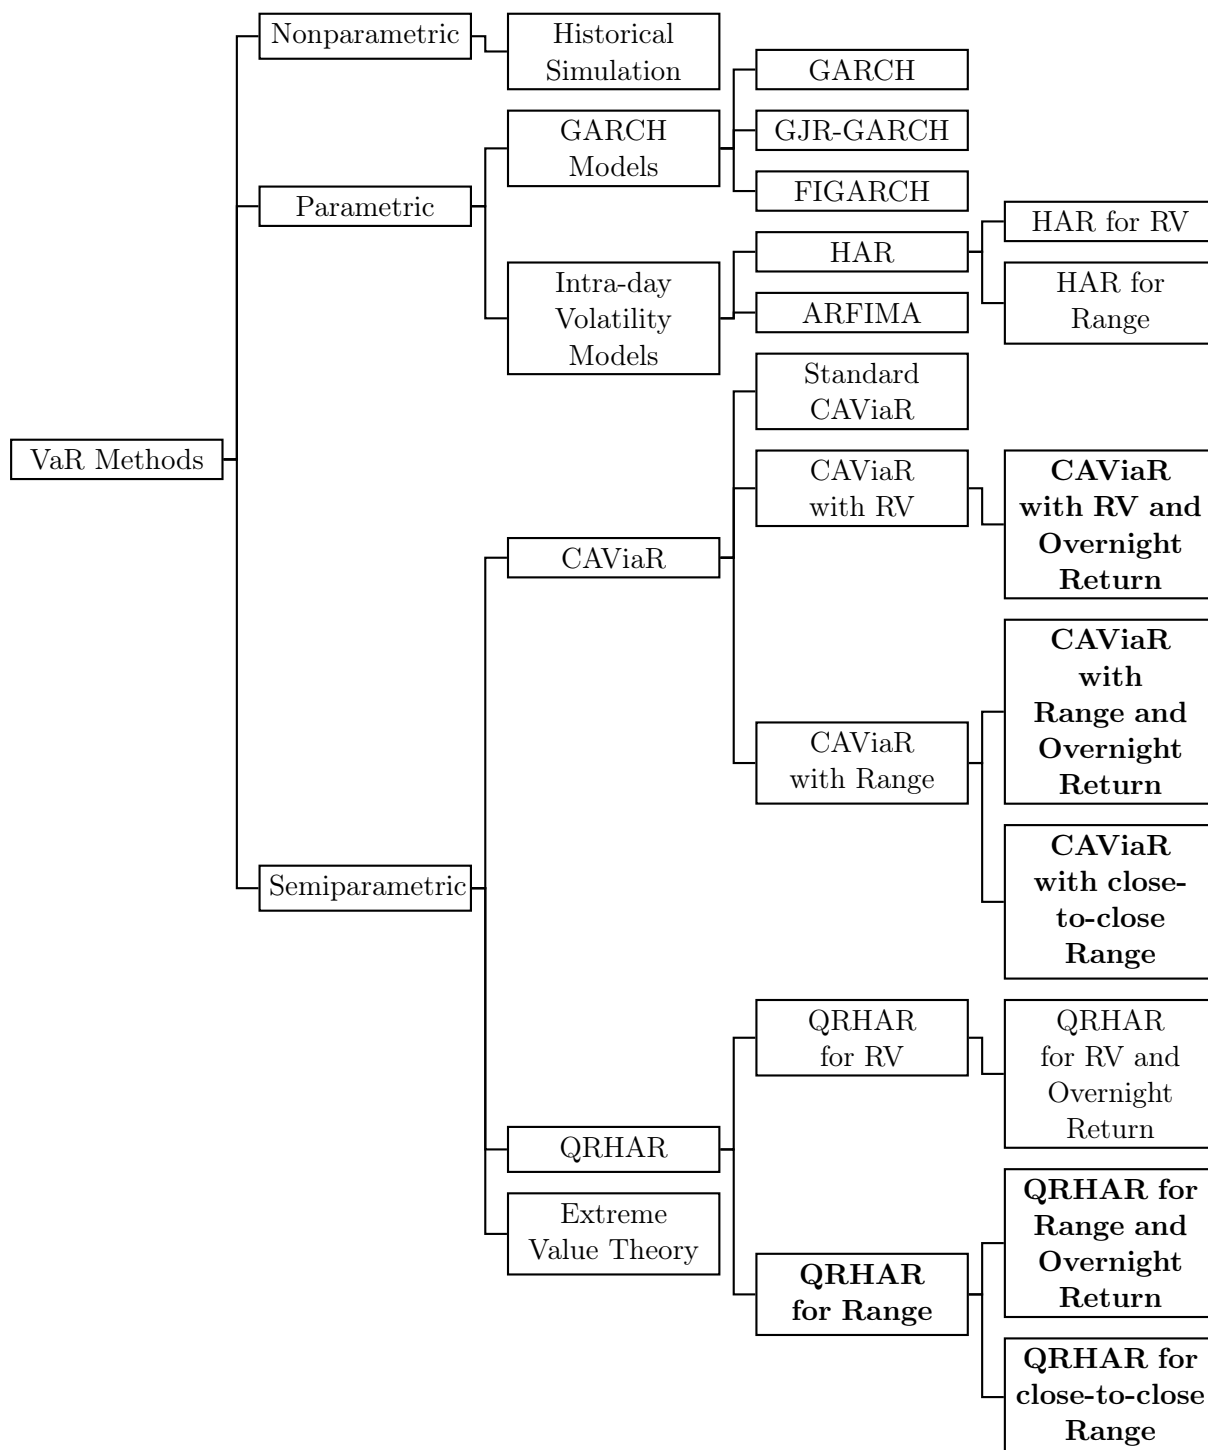 Nonparametric
Historical
Simulation
GARCH
GARCH
Models
GJR-GARCH
FIGARCH
Parametric
HAR
HAR for RV
HAR for
Range
Intra-day
Volatility
Models
ARFIMA
Standard
CAViaR
VaR Methods
CAViaR
with RV
CAViaR
with RV and
Overnight
Return
CAViaR
CAViaR
with
Range and
Overnight
Return
CAViaR
with Range
CAViaR
with close-
to-close
Range
Semiparametric
QRHAR
for RV
QRHAR
for RV and
Overnight
Return
QRHAR
Extreme
Value Theory
QRHAR for
Range and
Overnight
Return
QRHAR
for Range
QRHAR for
close-to-close
Range